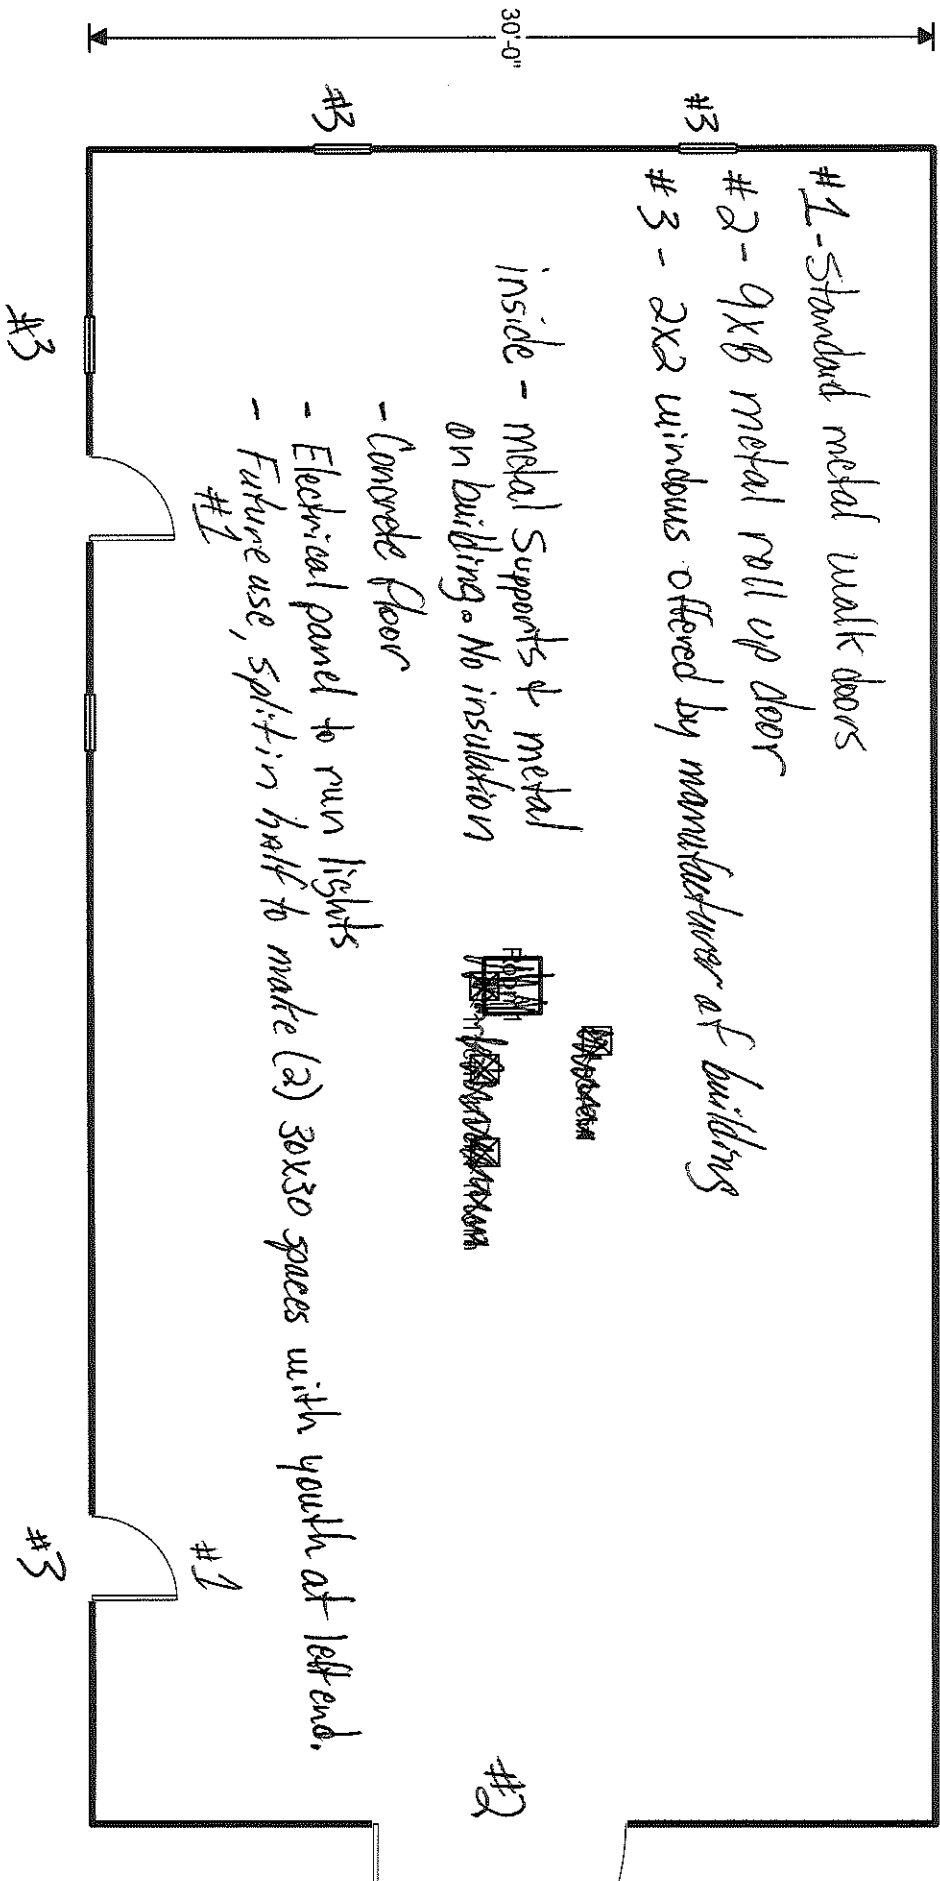 30'-0"
#3
#3
#1 - Standard metal walk doors
#2 - 9x8 metal roll up door
#3 - 2x2 windows offered by manufacturer of building
inside - metal supports & metal
on building. No insulation
- Concrete floor
- Electrical panel to run lights
- Future use, split in half to make (2) 30x30 spaces with youth at left end.
#3
#1
#1
#3
#2